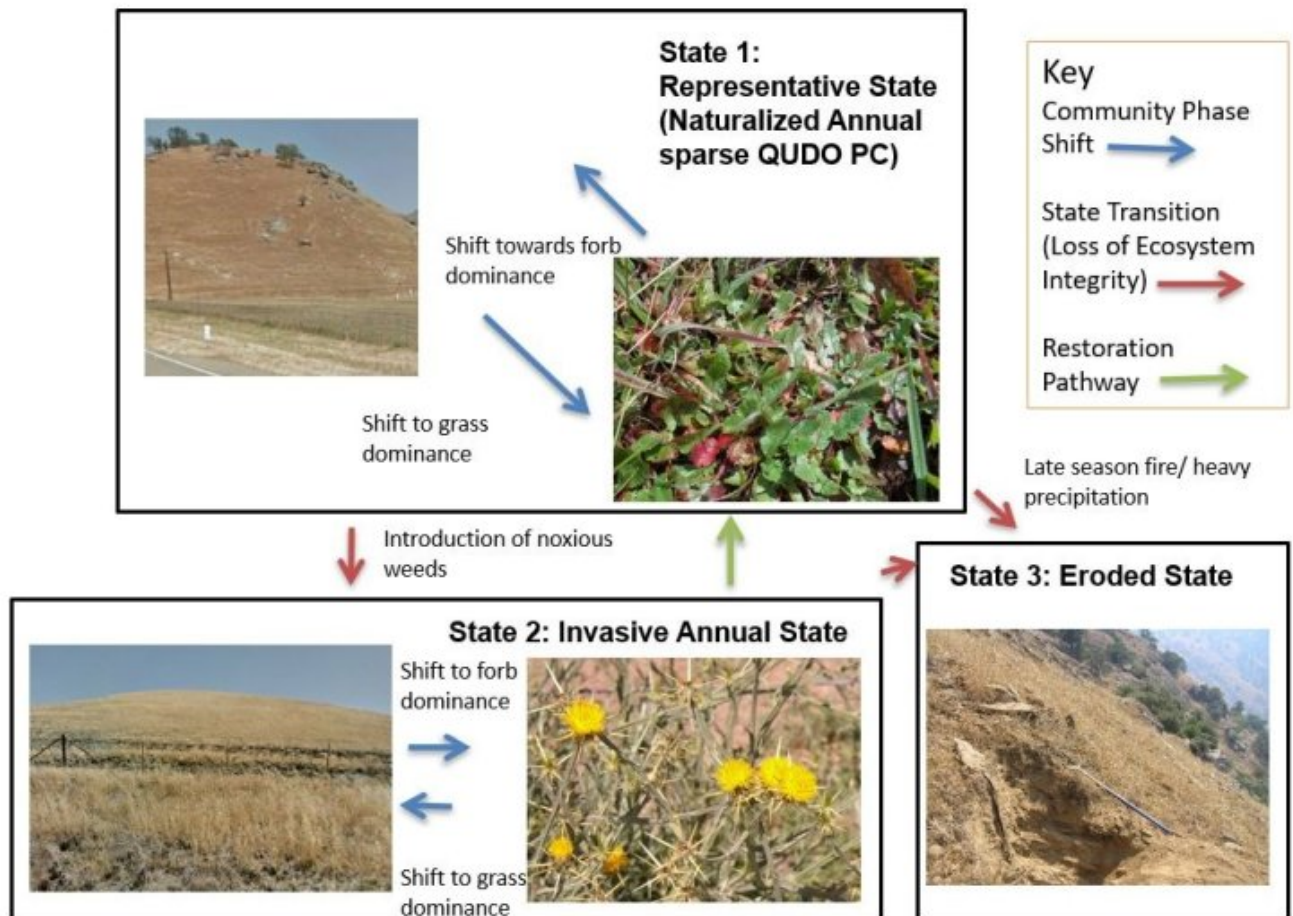 State 1:
Representative State
(Naturalized Annual
sparse QUDO PC)
Shift towards forb
dominance
Shift to grass
dominance
Key
Community Phase
Shift
State Transition
(Loss of Ecosystem
Integrity)
Restoration
Pathway
Late season fire/ heavy
precipitation
Introduction of noxious
weeds
State 2: Invasive Annual State
Shift to forb
dominance
Shift to grass
dominance
State 3: Eroded State